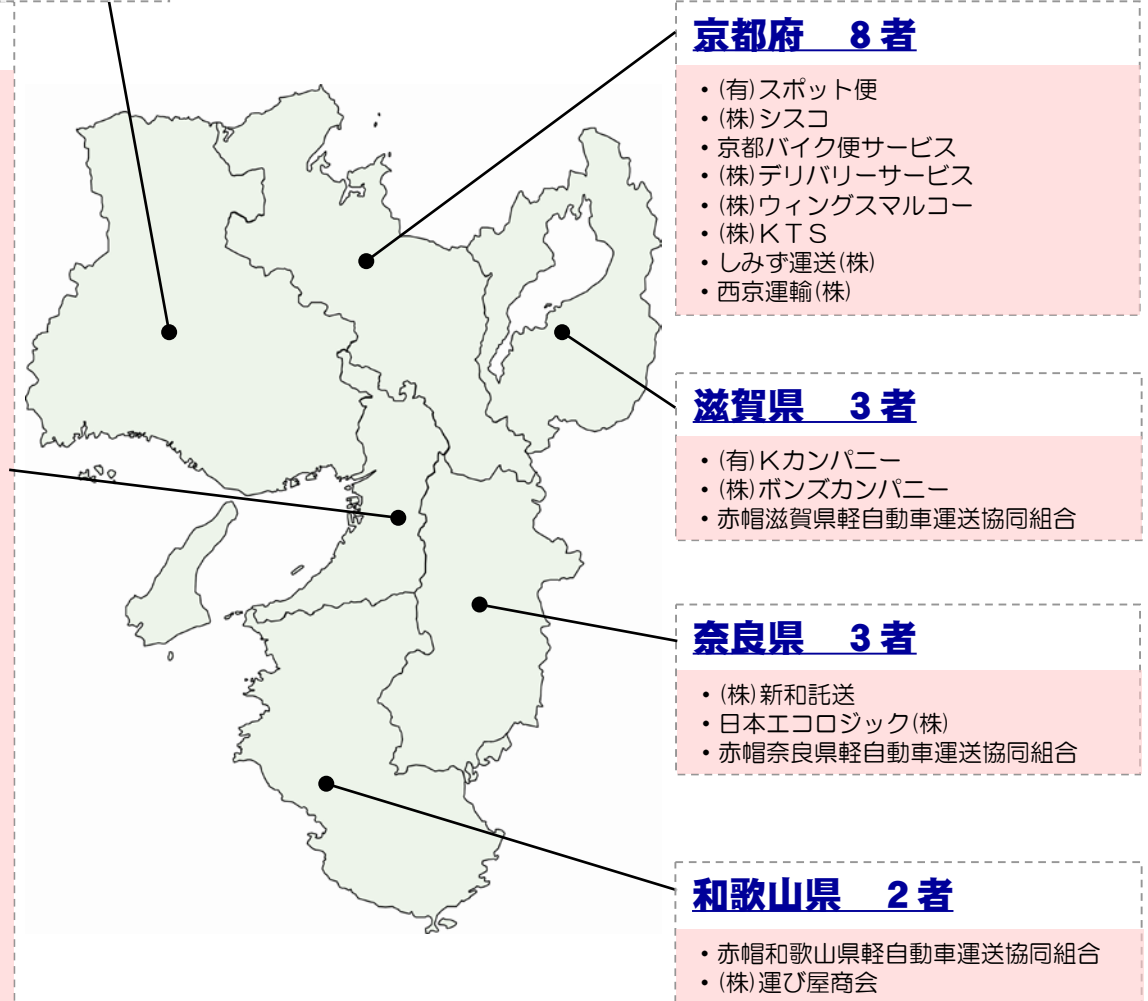 京都府　8者
・(有)スポット便
・(株)シスコ
・京都バイク便サービス
・(株)デリバリーサービス
・(株)ウィングスマルコー
・(株)KTS
・しみず運送(株)
・西京運輸(株)
滋賀県　3者
・(有)Kカンパニー
・(株)ボンズカンパニー
・赤帽滋賀県軽自動車運送協同組合
奈良県　3者
・(株)新和託送
・日本エコロジック(株)
・赤帽奈良県軽自動車運送協同組合
和歌山県　2者
・赤帽和歌山県軽自動車運送協同組合
・(株)運び屋商会